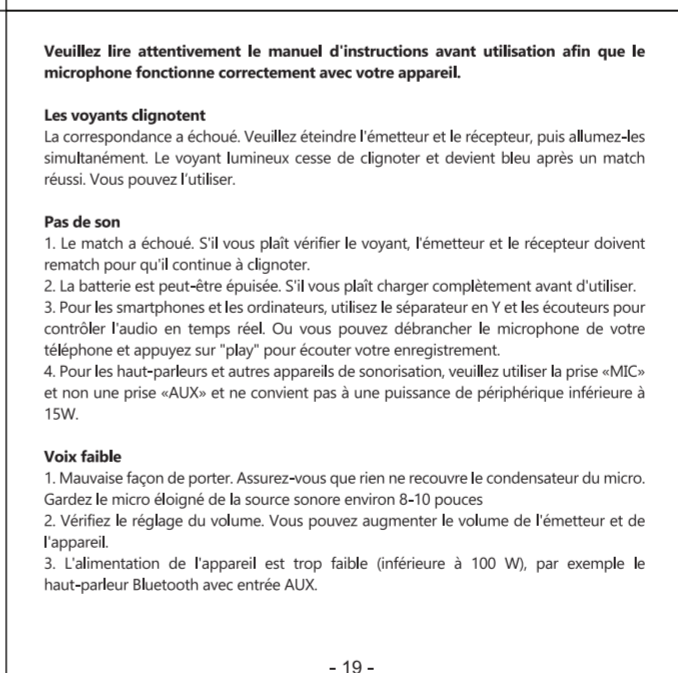 Veuillez lire attentivement le manuel d'instructions avant utilisation afin que le
microphone fonctionne correctement avec votre appareil.
Les voyants clignotent
La correspondance a échoué. Veuillez éteindre l'émetteur et le récepteur, puis allumez-les
simultanément. Le voyant lumineux cesse de clignoter et devient bleu après un match
réussi. Vous pouvez l'utiliser.
Pas de son
1. Le match a échoué. S'il vous plaît vérifier le voyant, l'émetteur et le récepteur doivent
rematch pour qu'il continue à clignoter.
2. La batterie est peut-être épuisée. S'il vous plaît charger complètement avant d'utiliser.
3. Pour les smartphones et les ordinateurs, utilisez le séparateur en Y et les écouteurs pour
contrôler l'audio en temps réel. Ou vous pouvez débrancher le microphone de votre
téléphone et appuyez sur "play" pour écouter votre enregistrement.
4. Pour les haut-parleurs et autres appareils de sonorisation, veuillez utiliser la prise «MIC»
et non une prise «AUX» et ne convient pas à une puissance de périphérique inférieure à
15W.
Voix faible
1. Mauvaise façon de porter. Assurez-vous que rien ne recouvre le condensateur du micro.
Gardez le micro éloigné de la source sonore environ 8-10 pouces
2. Vérifiez le réglage du volume. Vous pouvez augmenter le volume de l'émetteur et de
l'appareil.
3. L'alimentation de l'appareil est trop faible (inférieure à 100 W), par exemple le
haut-parleur Bluetooth avec entrée AUX.
- 19 -